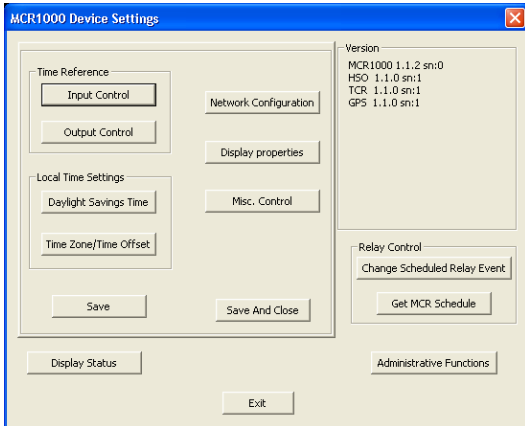 MCR1000 Device Settings
Time Reference
Input Control
Output Control
Local Time Settings
Daylight Savings Time
Time Zone/Time Offset
Network Configuration
Display properties
Misc. Control
Save
Save And Close
Version
MCR1000 1.1.2 sn:0
HSO 1.1.0 sn:1
TCR 1.1.0 sn:1
GPS 1.1.0 sn:1
Relay Control
Change Scheduled Relay Event
Get MCR Schedule
Display Status
Administrative Functions
Exit